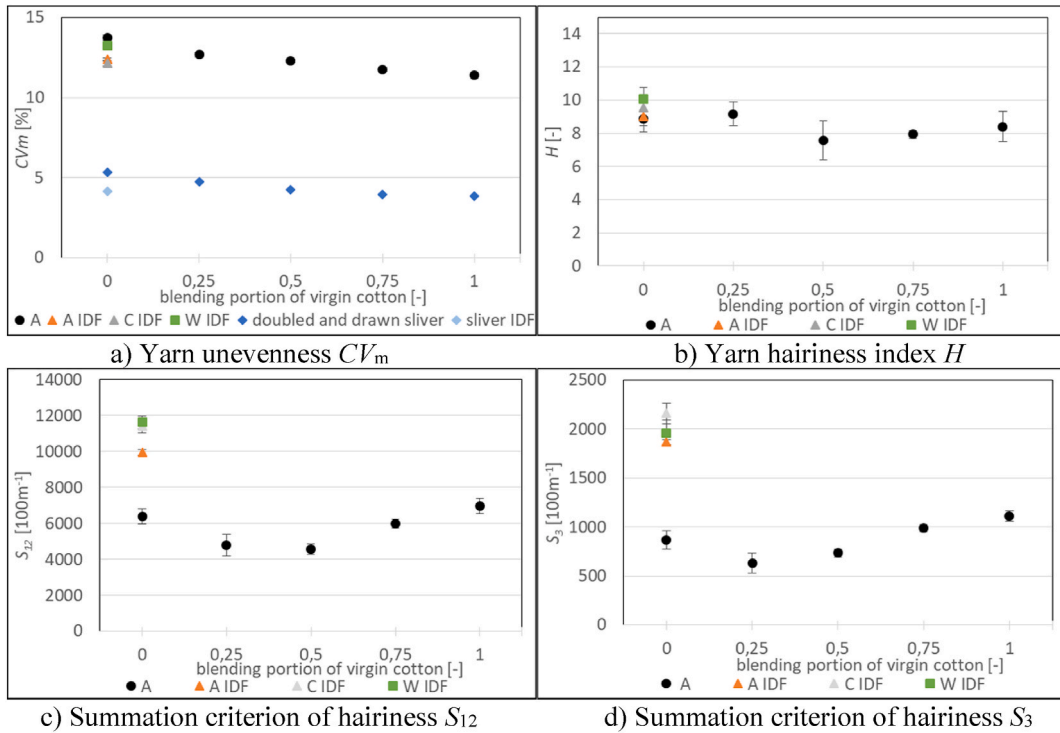 15
10
5
0
CVm [%]
0 0,25 0,5 0,75 1
blending portion of virgin cotton [-]
A A IDF C IDF W IDF doubled and drawn sliver sliver IDF
a) Yarn unevenness CVm
14
12
10
8
6
4
2
0
H [-]
0 0,25 0,5 0,75 1
blending portion of virgin cotton [-]
A A IDF C IDF W IDF
b) Yarn hairiness index H
14000
12000
10000
8000
6000
4000
2000
0
S12 [100m-1]
0 0,25 0,5 0,75 1
blending portion of virgin cotton [-]
A A IDF C IDF W IDF
c) Summation criterion of hairiness S12
2500
2000
1500
1000
500
0
S3 [100m-1]
0 0,25 0,5 0,75 1
blending portion of virgin cotton [-]
A A IDF C IDF W IDF
d) Summation criterion of hairiness S3